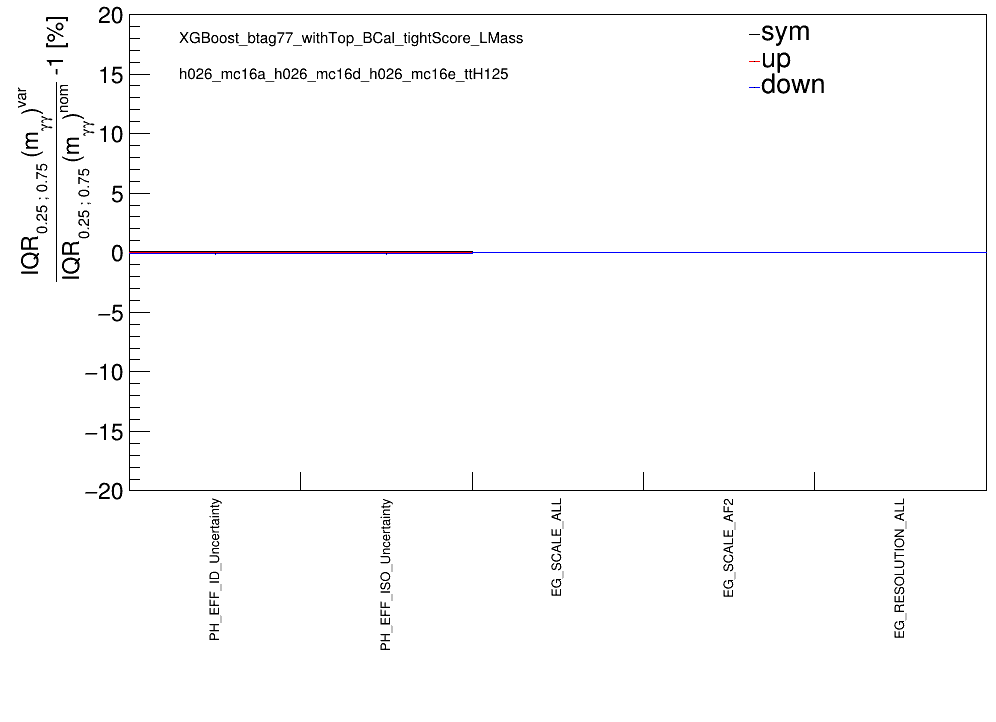 XGBoost_btag77_withTop_BCal_tightScore_LMass
h026_mc16a_h026_mc16d_h026_mc16e_ttH125
sym
up
down
IQR0.25 ; 0.75 (mγγ)var
IQR0.25 ; 0.75 (mγγ)nom -1 [%]
20
15
10
5
0
−5
−10
−15
−20
PH_EFF_ID_Uncertainty
PH_EFF_ISO_Uncertainty
EG_SCALE_ALL
EG_SCALE_AF2
EG_RESOLUTION_ALL